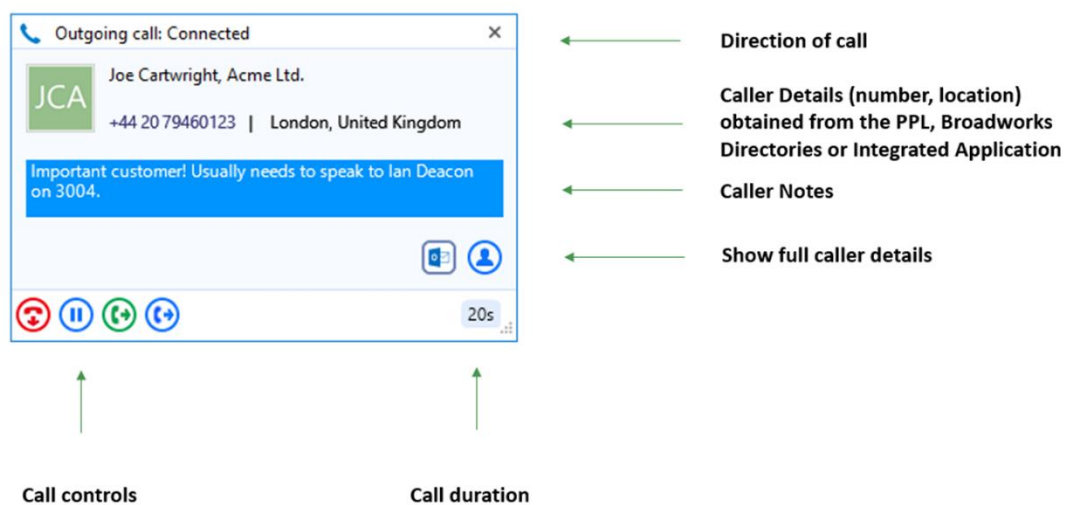 Outgoing call: Connected
Direction of call
JCA
Joe Cartwright, Acme Ltd.
+44 20 79460123 | London, United Kingdom
Caller Details (number, location)
obtained from the PPL, Broadworks
Directories or Integrated Application
Important customer! Usually needs to speak to Ian Deacon
on 3004.
Caller Notes
Show full caller details
20s
Call controls
Call duration